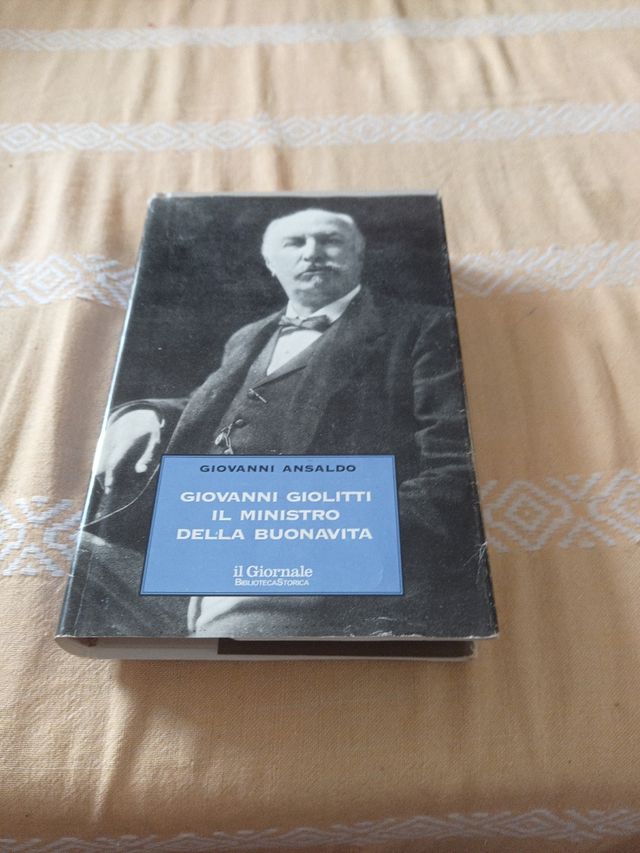 GIOVANNI ANSALDO
GIOVANNI GIOLITTI
IL MINISTRO
DELLA BUONAVITA
il Giornale
BIBLIOTECASTORICA